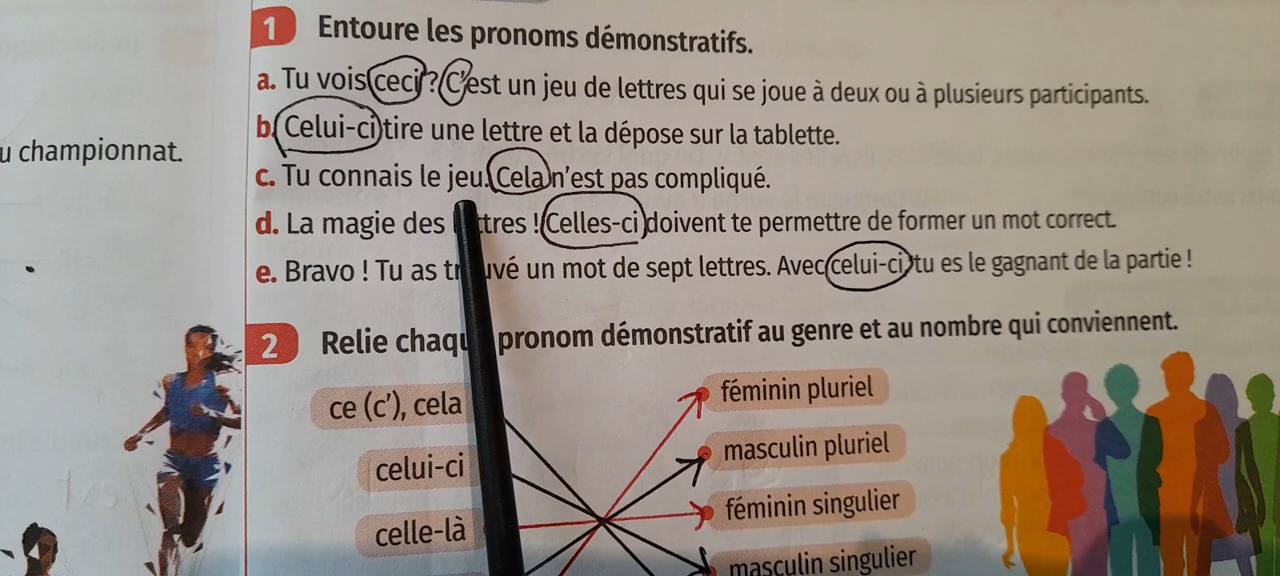 1 Entoure les pronoms démonstratifs.
a. Tu vois ceci ? C'est un jeu de lettres qui se joue à deux ou à plusieurs participants.
b. Celui-ci tire une lettre et la dépose sur la tablette.
u championnat.
c. Tu connais le jeu. Cela n'est pas compliqué.
d. La magie des ttres ! Celles-ci doivent te permettre de former un mot correct.
e. Bravo ! Tu as tr uvé un mot de sept lettres. Avec celui-ci tu es le gagnant de la partie !
2 Relie chaqu pronom démonstratif au genre et au nombre qui conviennent.
ce (c'), cela
celui-ci
celle-là
féminin pluriel
masculin pluriel
féminin singulier
masculin singulier